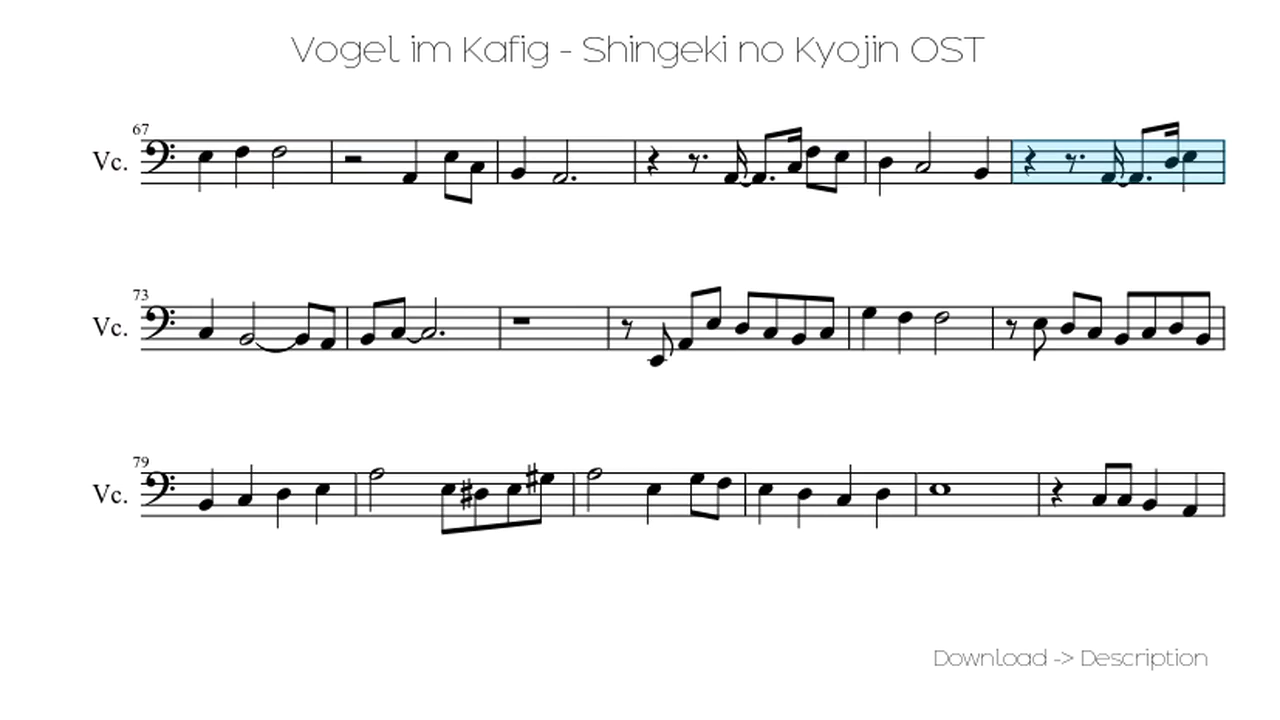 Vogel im Kafig - Shingeki no Kyojin OST
67
Vc.
73
Vc.
79
Vc.
Download -> Description